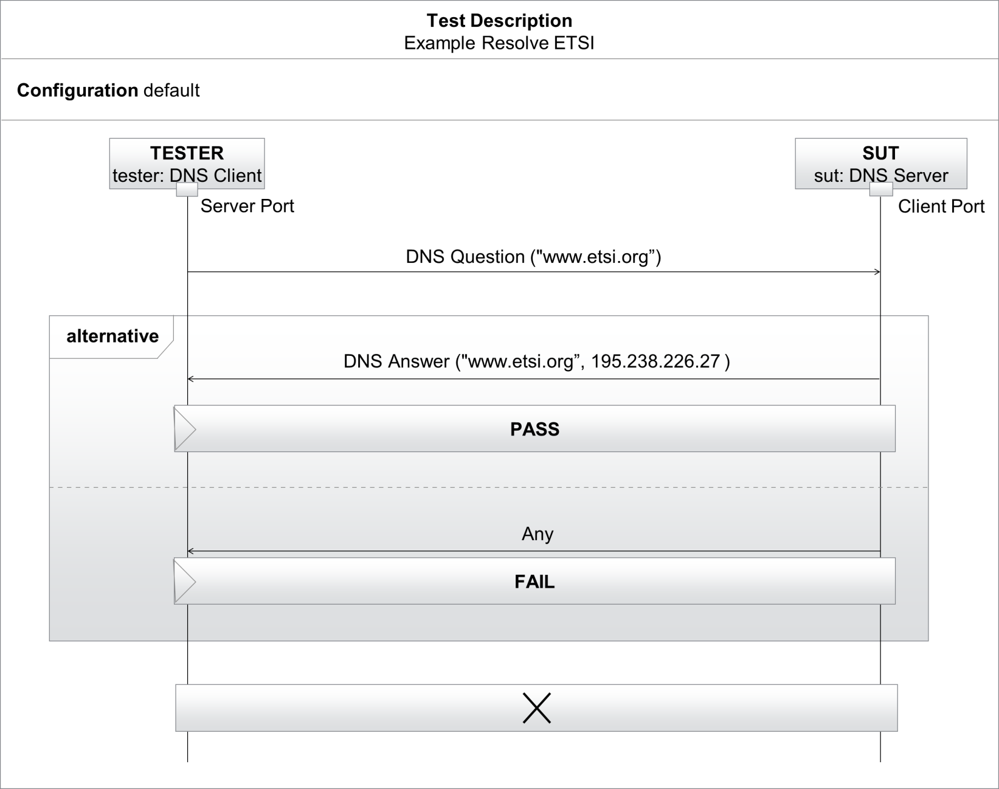 Test Description
Example Resolve ETSI
Configuration default
TESTER
tester: DNS Client
SUT
sut: DNS Server
Server Port
Client Port
DNS Question ("www.etsi.org”)
alternative
DNS Answer ("www.etsi.org”, 195.238.226.27 )
PASS
Any
FAIL